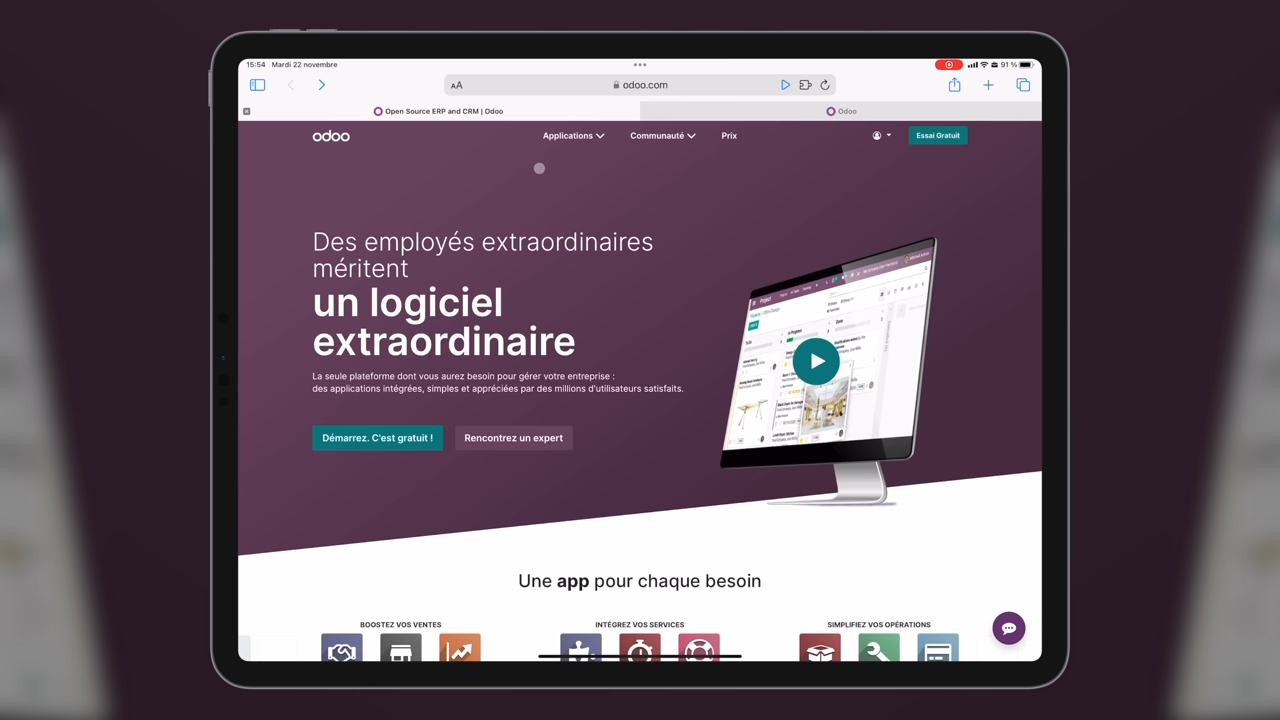 15:54 Mardi 22 novembre
91 %
AA
odoo.com
Open Source ERP and CRM | Odoo
Odoo
odoo
Applications
Communauté
Prix
Essai Gratuit
Des employés extraordinaires
méritent
un logiciel
extraordinaire
La seule plateforme dont vous aurez besoin pour gérer votre entreprise :
des applications intégrées, simples et appréciées par des millions d'utilisateurs satisfaits.
Démarrez. C'est gratuit !
Rencontrez un expert
Project
Une app pour chaque besoin
BOOSTEZ VOS VENTES
INTÉGREZ VOS SERVICES
SIMPLIFIEZ VOS OPÉRATIONS